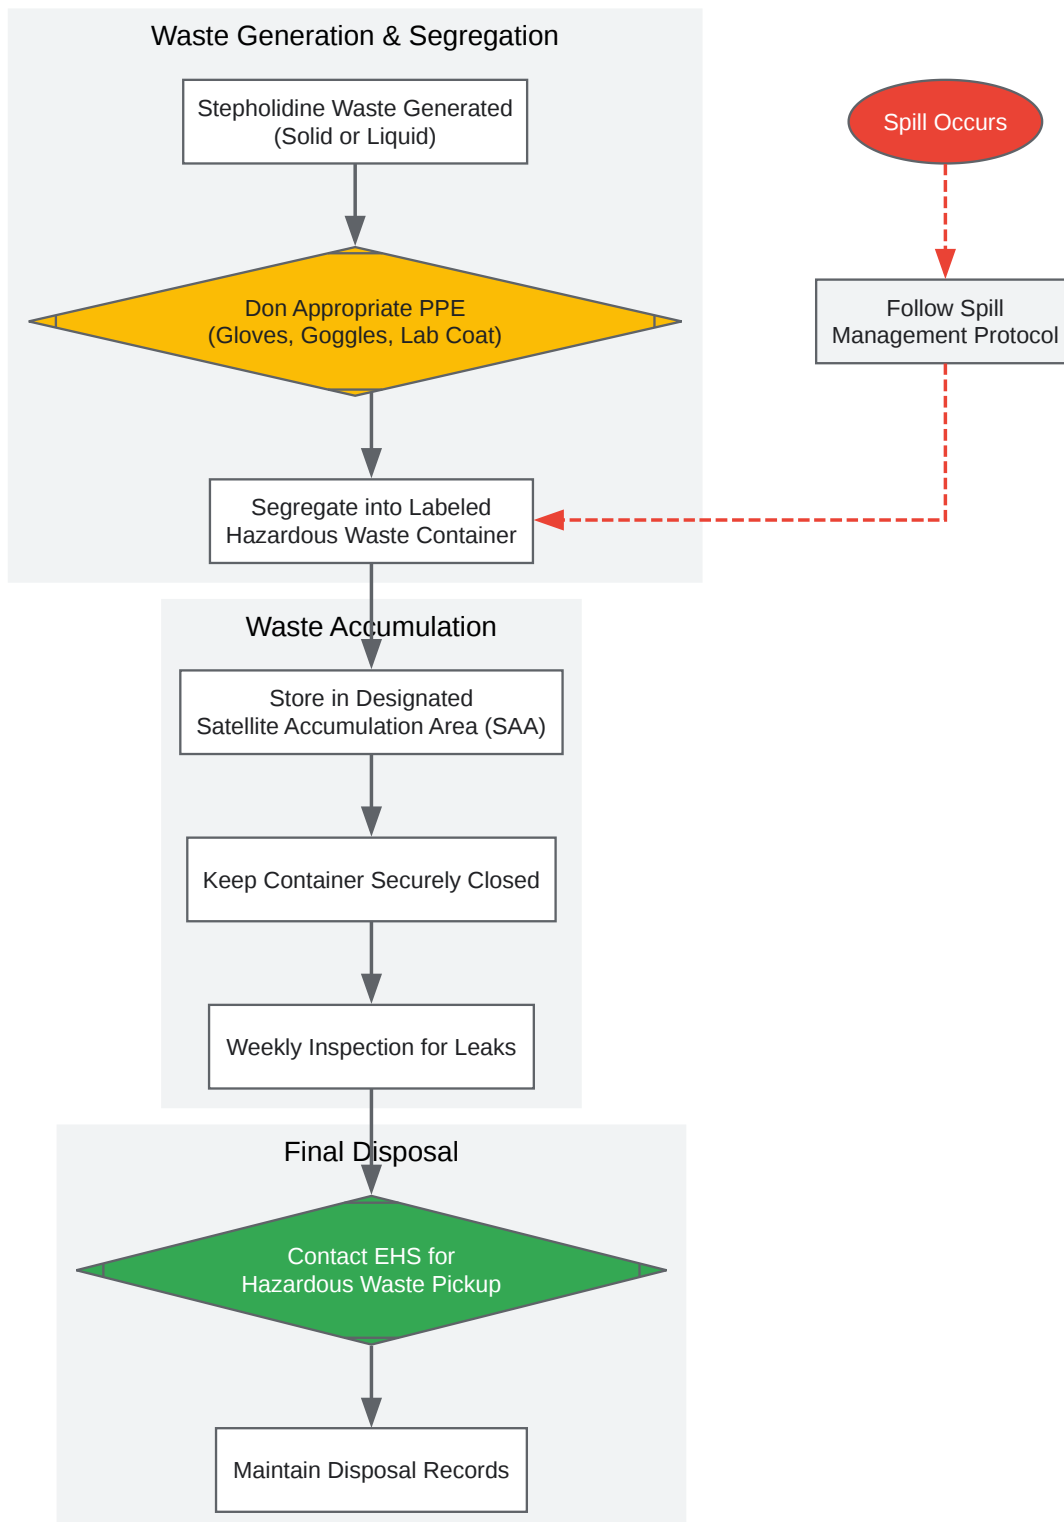 Waste Generation & Segregation
Stepholidine Waste Generated
(Solid or Liquid)
Spill Occurs
Don Appropriate PPE
(Gloves, Goggles, Lab Coat)
Follow Spill
Management Protocol
Segregate into Labeled
Hazardous Waste Container
Waste Accumulation
Store in Designated
Satellite Accumulation Area (SAA)
Keep Container Securely Closed
Weekly Inspection for Leaks
Final Disposal
Contact EHS for
Hazardous Waste Pickup
Maintain Disposal Records